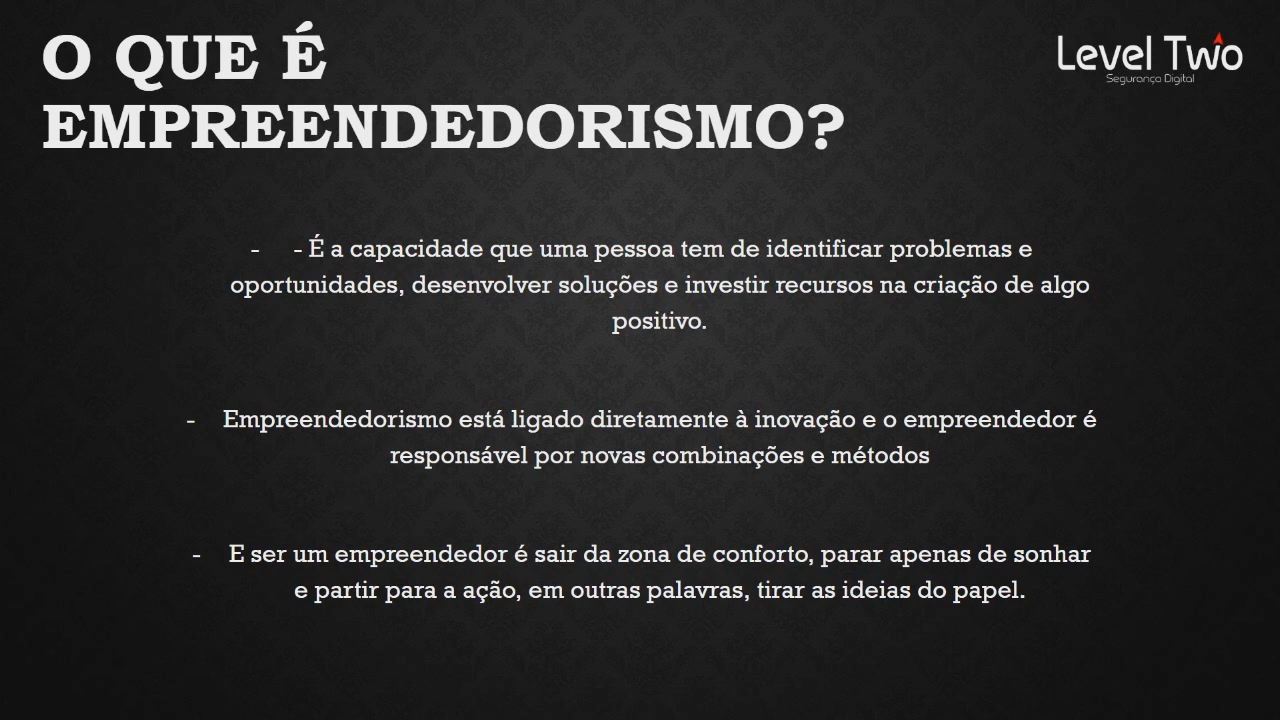 O QUE É
EMPREENDEDORISMO?
Level Two
Segurança Digital
- - É a capacidade que uma pessoa tem de identificar problemas e
oportunidades, desenvolver soluções e investir recursos na criação de algo
positivo.
- Empreendedorismo está ligado diretamente à inovação e o empreendedor é
responsável por novas combinações e métodos
- E ser um empreendedor é sair da zona de conforto, parar apenas de sonhar
e partir para a ação, em outras palavras, tirar as ideias do papel.